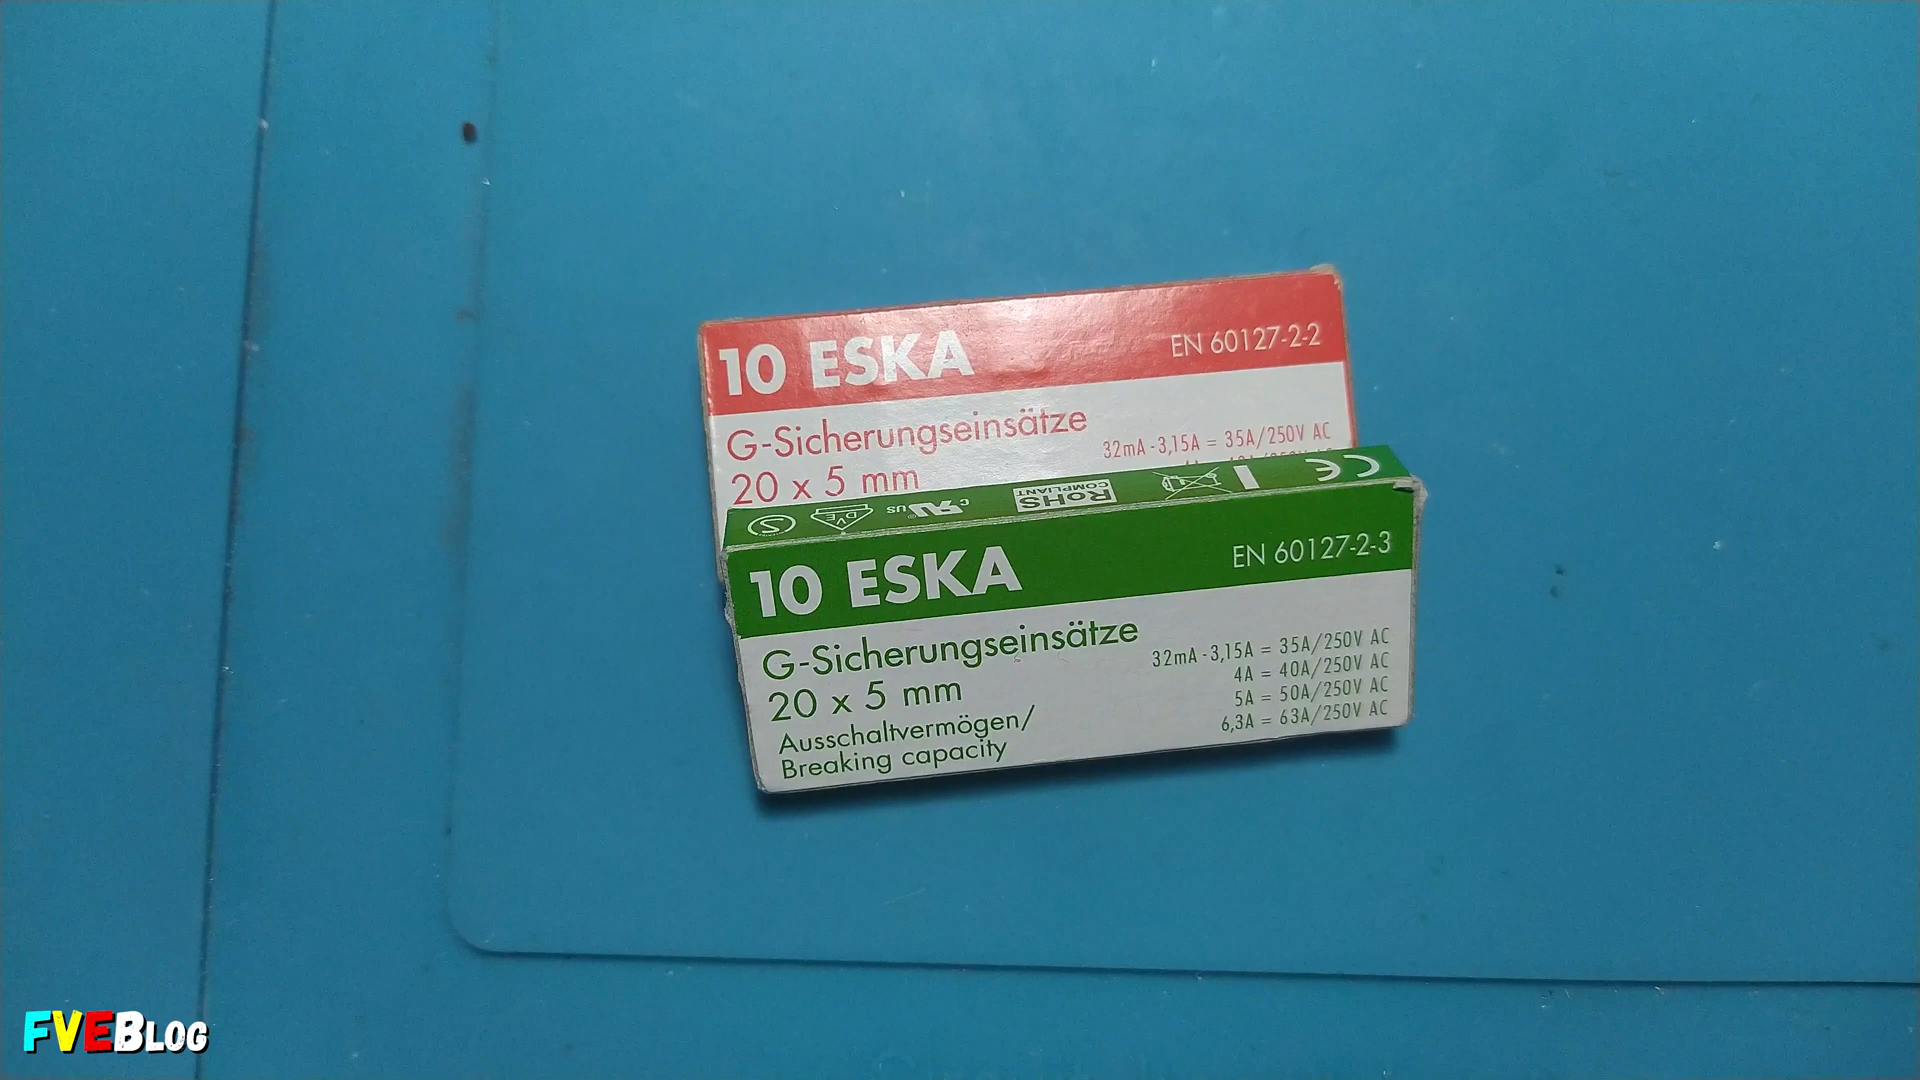 10 ESKA
EN 60127-2-2
G-Sicherungseinsätze
20 x 5 mm
32mA - 3,15A = 35A/250V AC
RoHS
COMPLIANT
CE
10 ESKA
EN 60127-2-3
G-Sicherungseinsätze
20 x 5 mm
Ausschaltvermögen/
Breaking capacity
32mA - 3,15A = 35A/250V AC
4A = 40A/250V AC
5A = 50A/250V AC
6,3A = 63A/250V AC
FVEBLOG